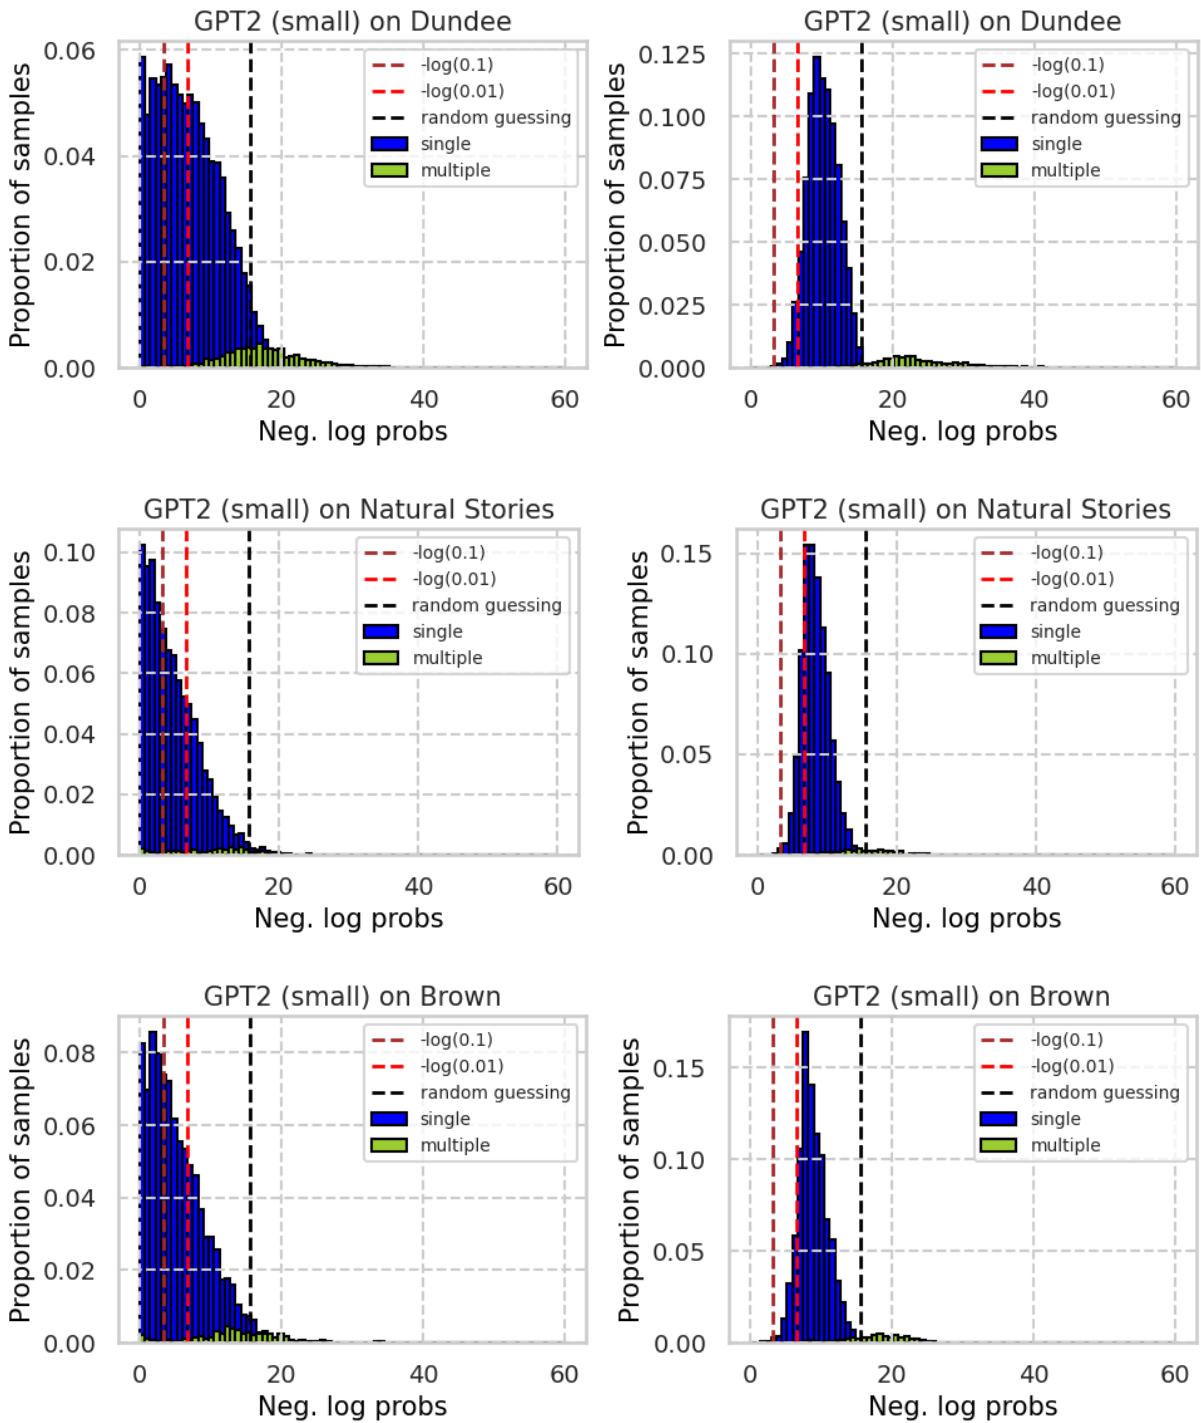 GPT2 (small) on Dundee
Proportion of samples
0.06
0.04
0.02
0.00
-log(0.1)
-log(0.01)
random guessing
single
multiple
0 20 40 60
Neg. log probs
GPT2 (small) on Dundee
Proportion of samples
0.125
0.100
0.075
0.050
0.025
0.000
-log(0.1)
-log(0.01)
random guessing
single
multiple
0 20 40 60
Neg. log probs
GPT2 (small) on Natural Stories
Proportion of samples
0.10
0.08
0.06
0.04
0.02
0.00
-log(0.1)
-log(0.01)
random guessing
single
multiple
0 20 40 60
Neg. log probs
GPT2 (small) on Natural Stories
Proportion of samples
0.15
0.10
0.05
0.00
-log(0.1)
-log(0.01)
random guessing
single
multiple
0 20 40 60
Neg. log probs
GPT2 (small) on Brown
Proportion of samples
0.08
0.06
0.04
0.02
0.00
-log(0.1)
-log(0.01)
random guessing
single
multiple
0 20 40 60
Neg. log probs
GPT2 (small) on Brown
Proportion of samples
0.15
0.10
0.05
0.00
-log(0.1)
-log(0.01)
random guessing
single
multiple
0 20 40 60
Neg. log probs